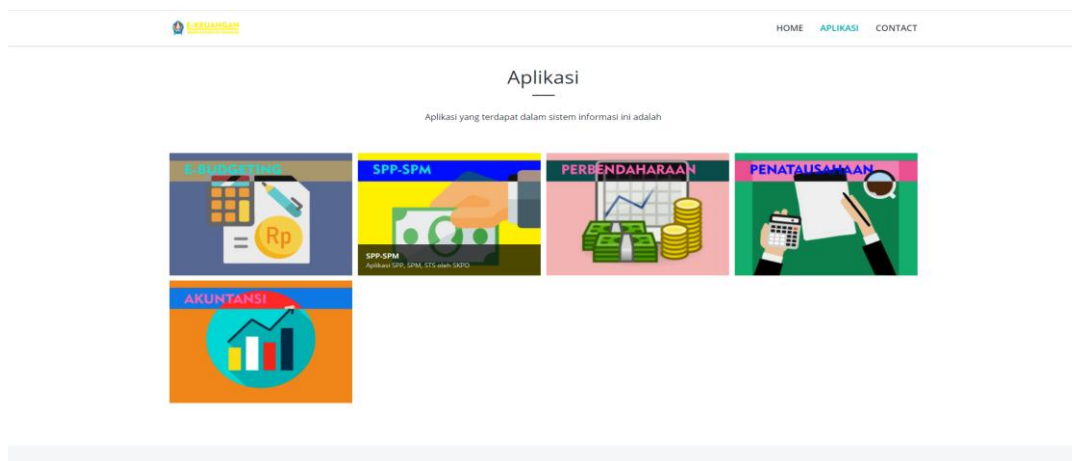 E-KEUANGAN
HOME APLIKASI CONTACT
Aplikasi
Aplikasi yang terdapat dalam sistem informasi ini adalah
E-BUDGETING
Rp
SPP-SPM
SPP-SPM
Aplikasi SPP, SPM, STS oleh SKPD
PERBENDAHARAAN
PENATAUSAHAAN
AKUNTANSI